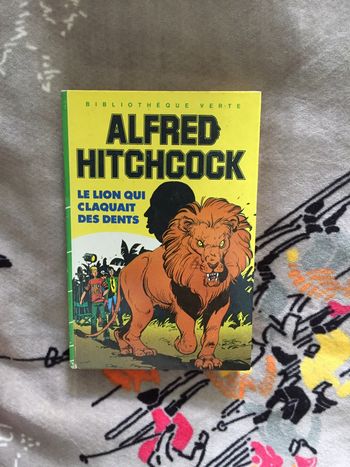 BIBLIOTHÈQUE VERTE
ALFRED
HITCHCOCK
LE LION QUI
CLAQUAIT
DES DENTS